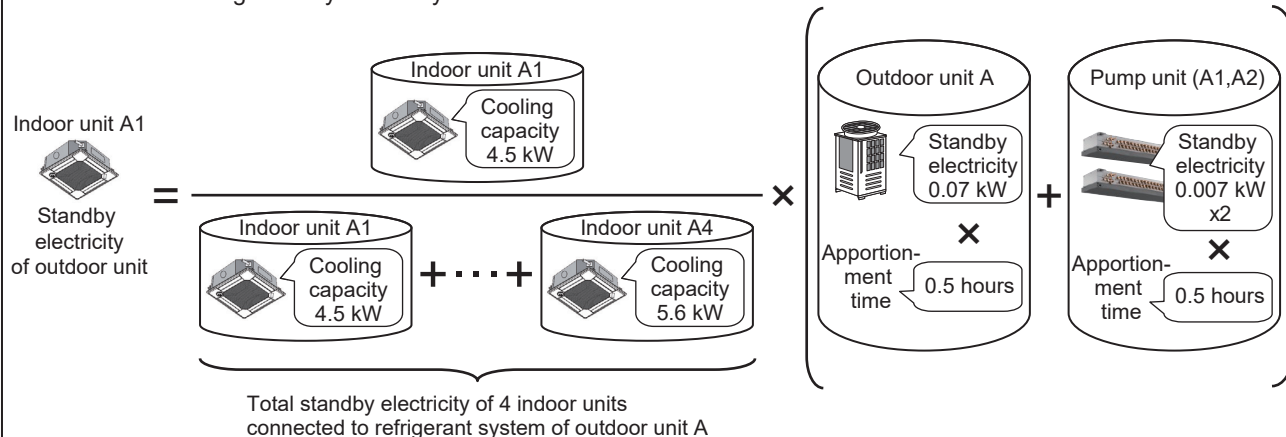 Indoor unit A1
Standby
electricity
of outdoor unit
=
Indoor unit A1
Cooling
capacity
4.5 kW
Indoor unit A1
Cooling
capacity
4.5 kW
+····+
Indoor unit A4
Cooling
capacity
5.6 kW
Total standby electricity of 4 indoor units
connected to refrigerant system of outdoor unit A
×
Outdoor unit A
Standby
electricity
0.07 kW
×
Apportion-
ment
time
0.5 hours
+
Pump unit (A1,A2)
Standby
electricity
0.007 kW
x2
×
Apportion-
ment
time
0.5 hours